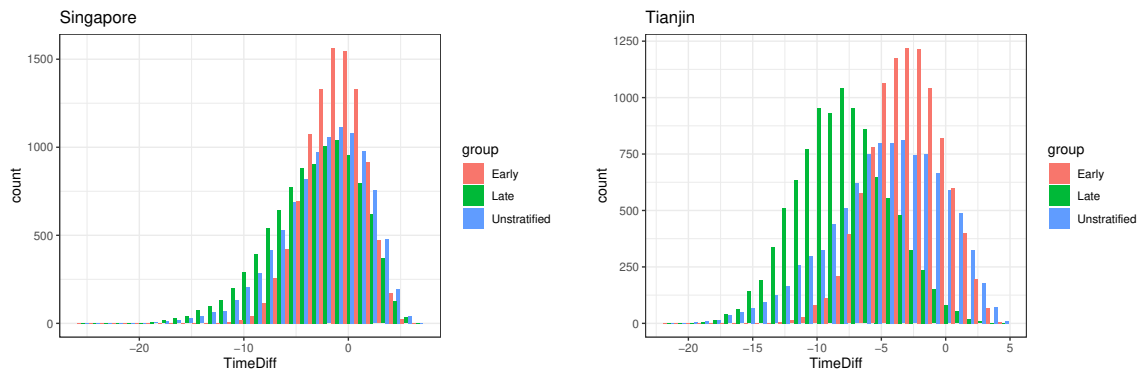 Singapore
1500
1000
500
0
count
−20
−10
0
TimeDiff
group
Early
Late
Unstratified
Tianjin
1250
1000
750
500
250
0
count
−20
−15
−10
−5
0
5
TimeDiff
group
Early
Late
Unstratified